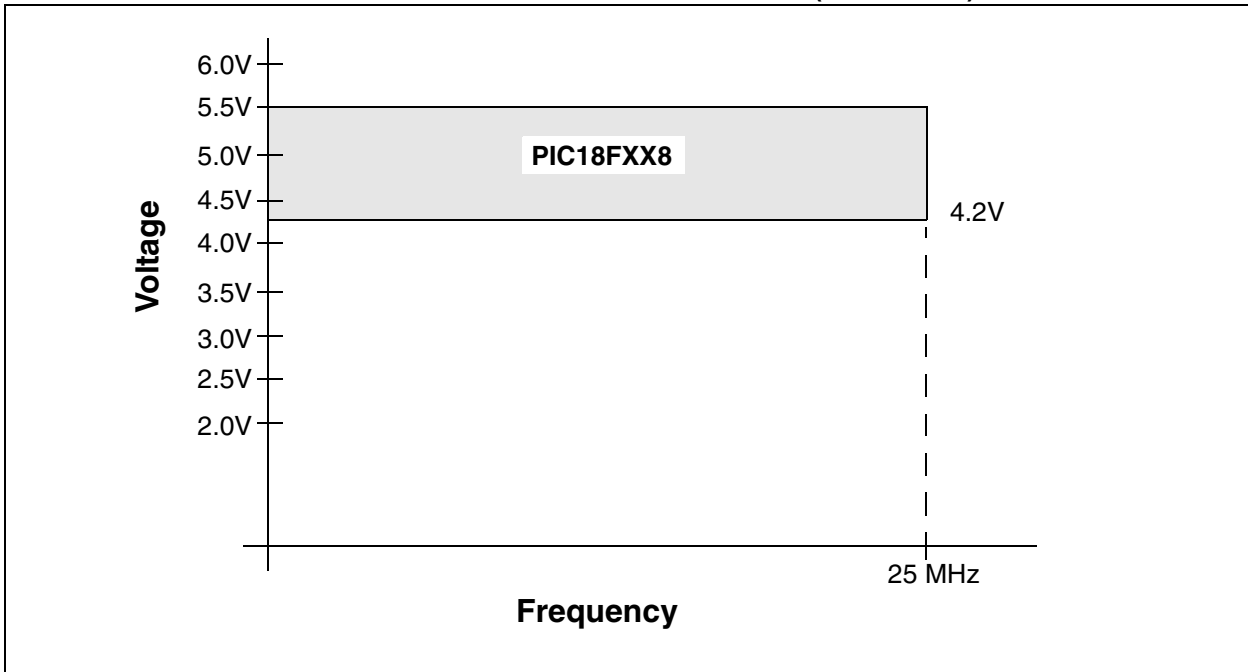 6.0V
5.5V
5.0V
4.5V
4.0V
3.5V
3.0V
2.5V
2.0V
Voltage
PIC18FXX8
4.2V
25 MHz
Frequency